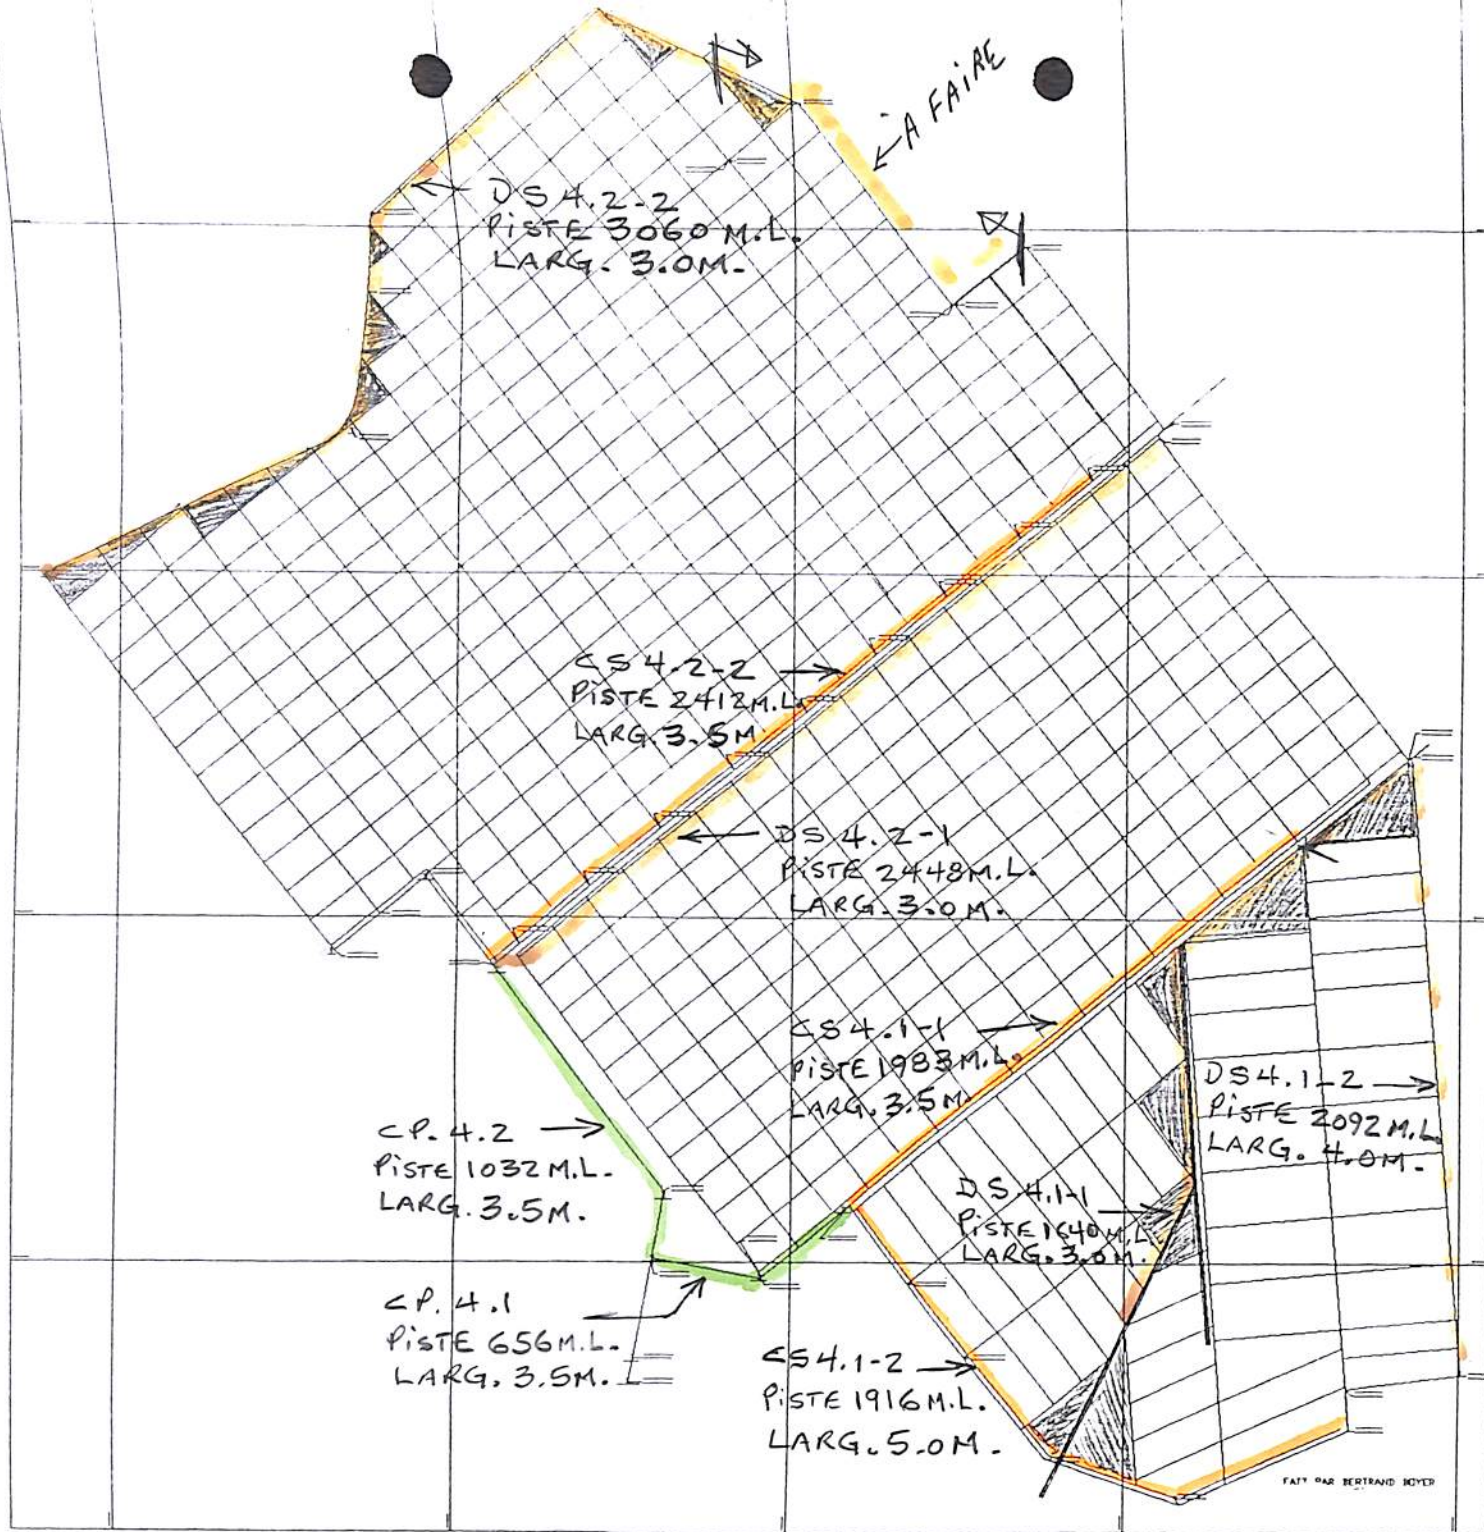 À FAIRE
DS 4.2-2
PISTE 3060 M.L.
LARG. 3.0M.
CS 4.2-2
PISTE 2412M.L.
LARG. 3.5M
DS 4.2-1
PISTE 2448M.L.
LARG. 3.0M.
CS 4.1-1
PISTE 1983M.L.
LARG. 3.5M.
DS 4.1-2
PISTE 2092M.L.
LARG. 4.0M.
CP. 4.2
PISTE 1032M.L.
LARG. 3.5M.
DS 4.1-1
PISTE 1640M.L
LARG. 3.0M.
CP. 4.1
PISTE 656M.L.
LARG. 3.5M.
CS4.1-2
PISTE 1916M.L.
LARG. 5.0M.
FAIT PAR BERTRAND BOYER